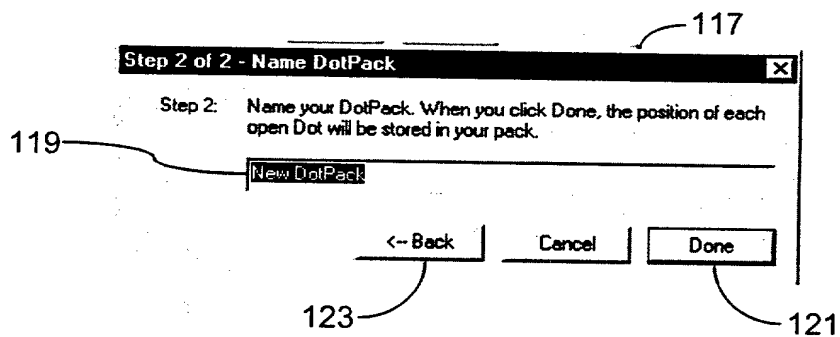 117
Step 2 of 2 - Name DotPack
Step 2: Name your DotPack. When you click Done, the position of each
open Dot will be stored in your pack.
119
New DotPack
<-- Back Cancel Done
123
121